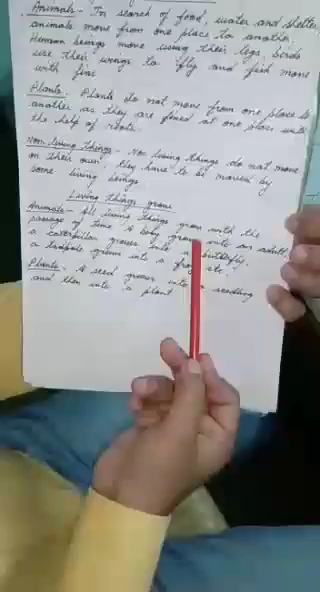 Animals - In search of food, water and shelter,
animals move from one place to another.
Human beings move using their legs, birds
use their wings to fly and fish move
with fins
Plants - Plants do not move from one place to
another as they are fixed at one place with
the help of roots.
Non living Things - Non living things do not move
on their own. They have to be moved by
some living beings
Living things grow
Animals - All living things grow with the
passage of time. A baby grows into an adult,
a caterpillar grows into a butterfly,
a tadpole grows into a frog etc.
Plants - A seed grows into a seedling
and then into a plant